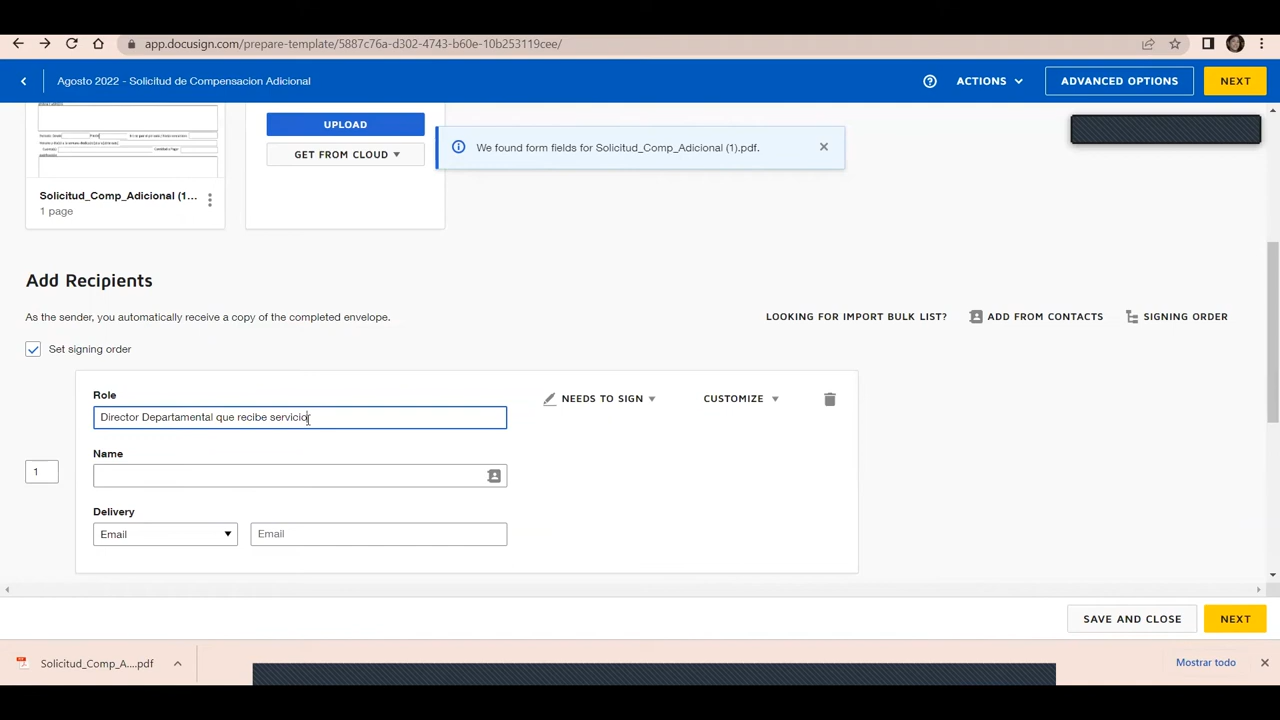 app.docusign.com/prepare-template/5887c76a-d302-4743-b60e-10b253119cee/
Agosto 2022 - Solicitud de Compensacion Adicional
ACTIONS
ADVANCED OPTIONS
NEXT
UPLOAD
GET FROM CLOUD
We found form fields for Solicitud_Comp_Adicional (1).pdf.
Solicitud_Comp_Adicional (1...
1 page
Add Recipients
As the sender, you automatically receive a copy of the completed envelope.
LOOKING FOR IMPORT BULK LIST?
ADD FROM CONTACTS
SIGNING ORDER
Set signing order
Role
Director Departamental que recibe servicio
NEEDS TO SIGN
CUSTOMIZE
Name
1
Delivery
Email
Email
SAVE AND CLOSE
NEXT
Solicitud_Comp_A....pdf
Mostrar todo